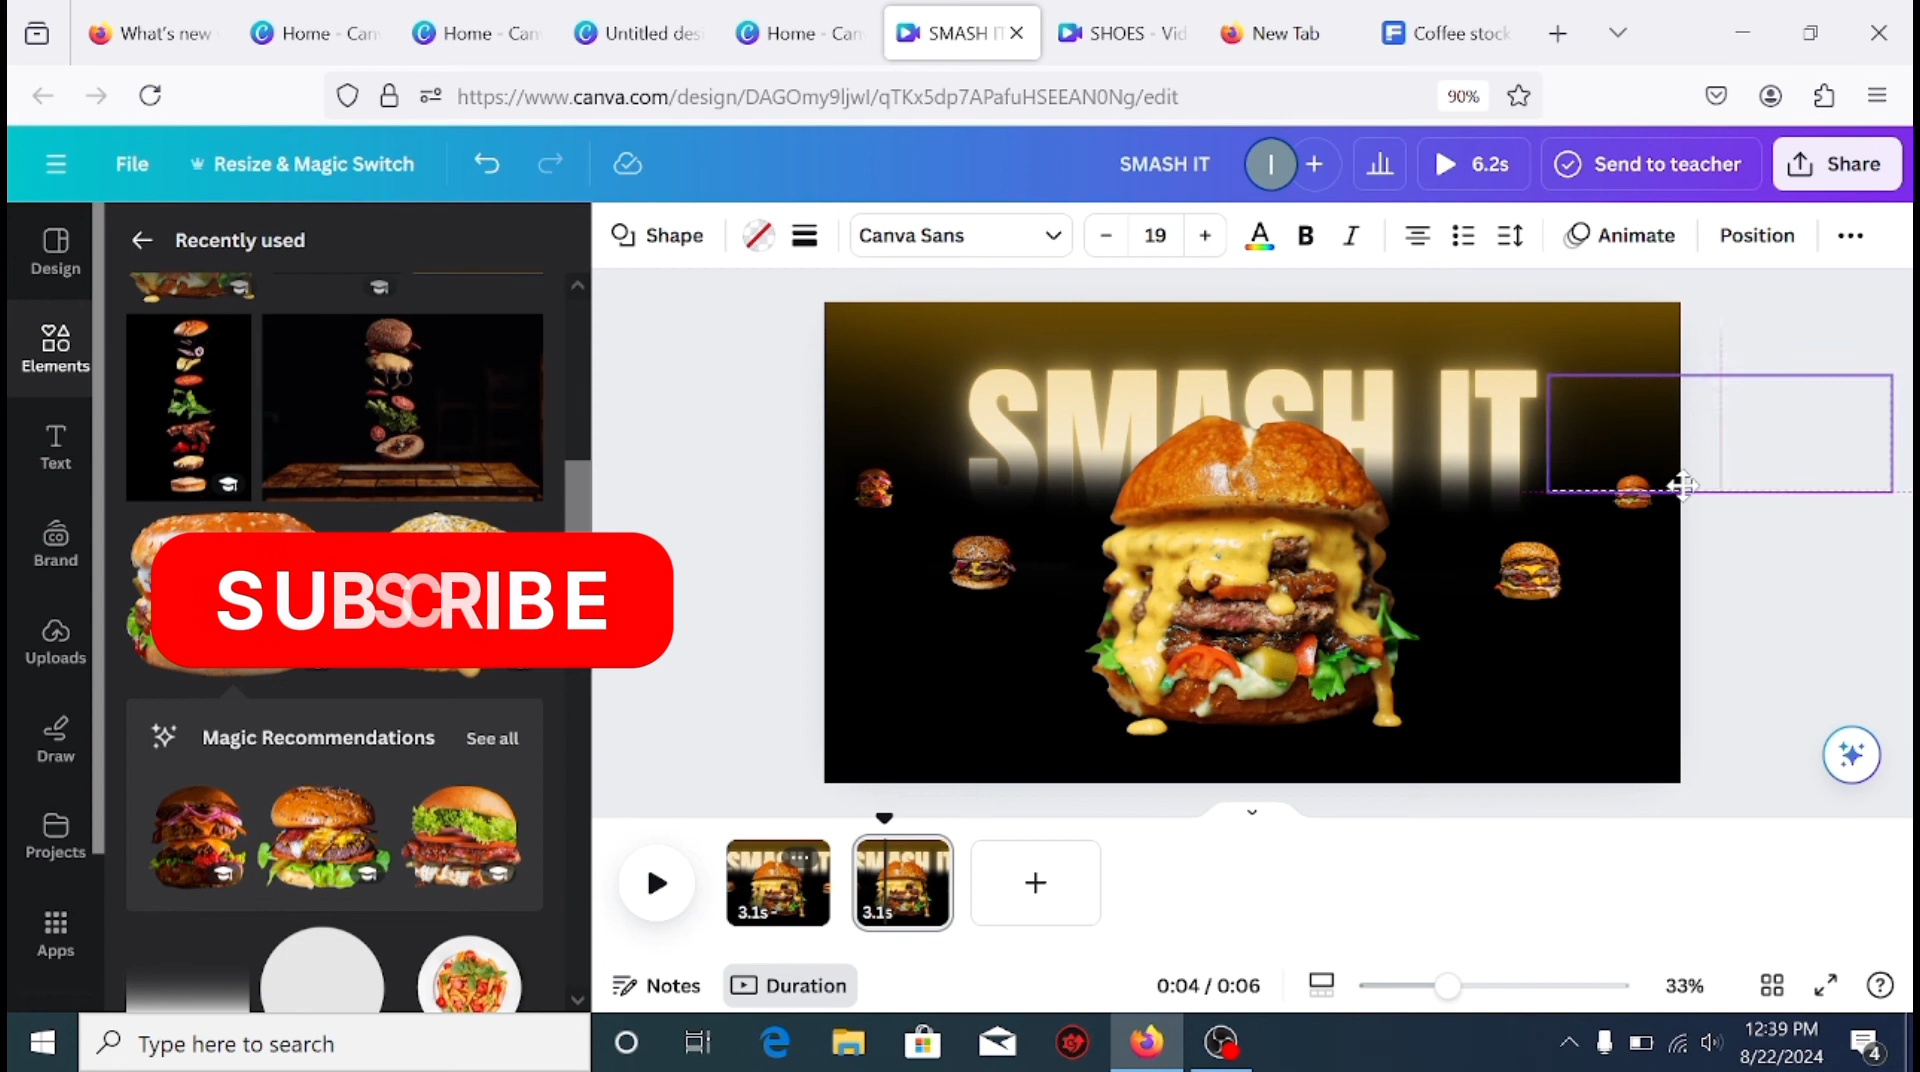 What's new
Home - Can
Home - Can
Untitled des
Home - Can
SMASH IT
SHOES - Vid
New Tab
Coffee stock
https://www.canva.com/design/DAGOmy9ljwI/qTKx5dp7APafuHSEEAN0Ng/edit
90%
File
Resize & Magic Switch
SMASH IT
I
6.2s
Send to teacher
Share
Design
Elements
Text
Brand
Uploads
Draw
Projects
Apps
Recently used
SUBSCRIBE
Magic Recommendations
See all
Shape
Canva Sans
19
A
B
I
Animate
Position
SMASH IT
3.1s
3.1s
Notes
Duration
0:04 / 0:06
33%
Type here to search
12:39 PM
8/22/2024
4